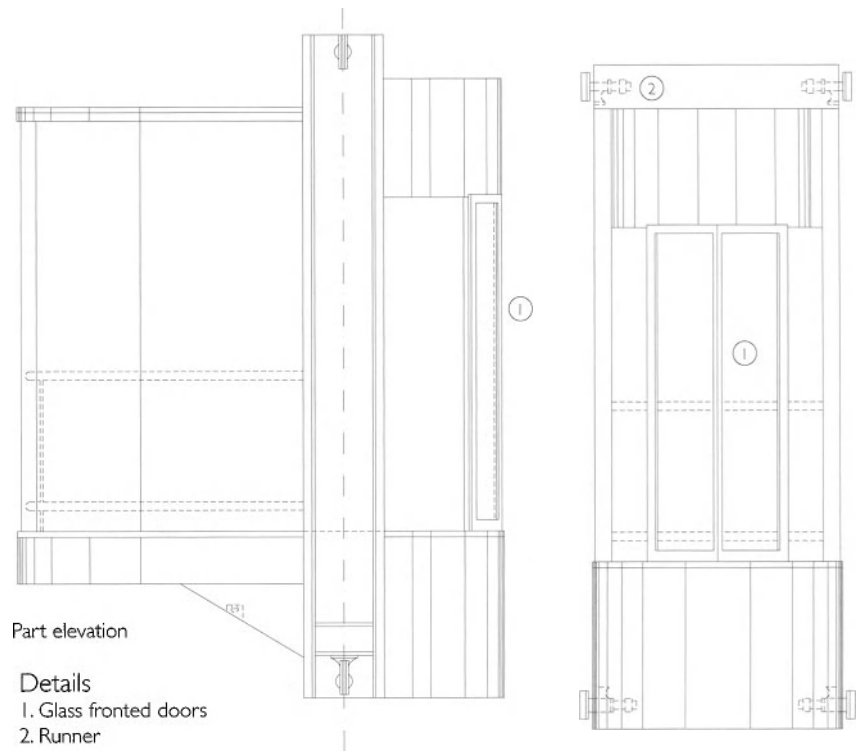 2
1
1
Part elevation
Details
1. Glass fronted doors
2. Runner